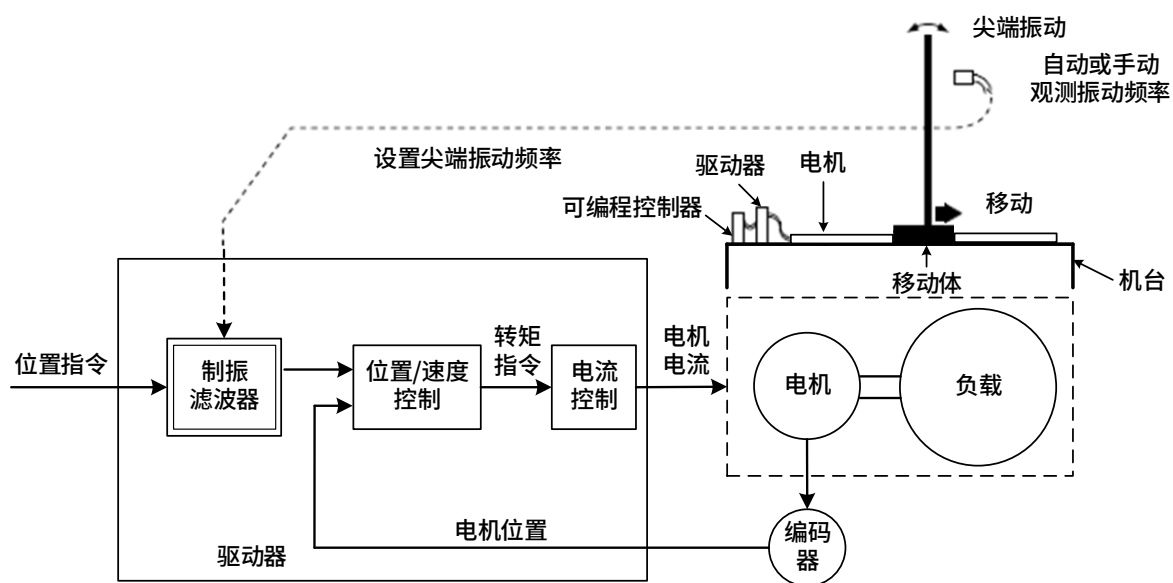 尖端振动
自动或手动
观测振动频率
设置尖端振动频率
驱动器
电机
可编程控制器
移动
移动体
机台
位置指令
制振
滤波器
位置/速度
控制
转矩
指令
电流
控制
电机
电流
电机
负载
电机位置
编码
器
驱动器